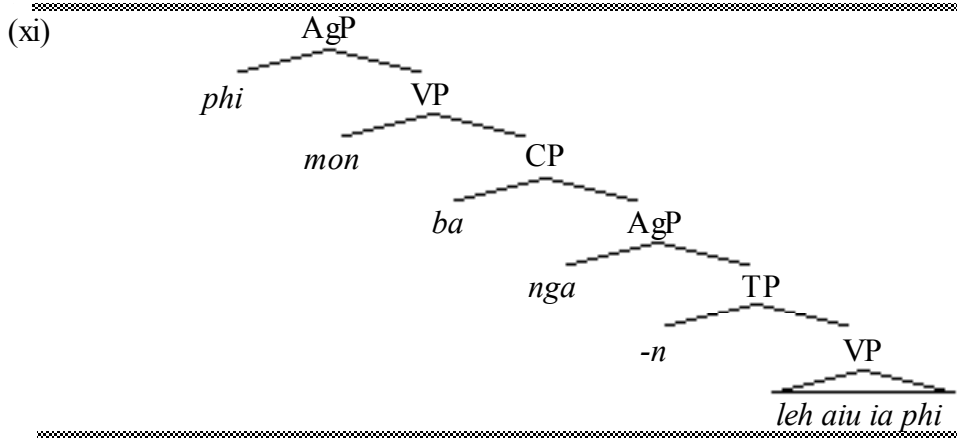 (xi)
AgP
phi
VP
mon
CP
ba
AgP
nga
TP
-n
VP
leh aiu ia phi